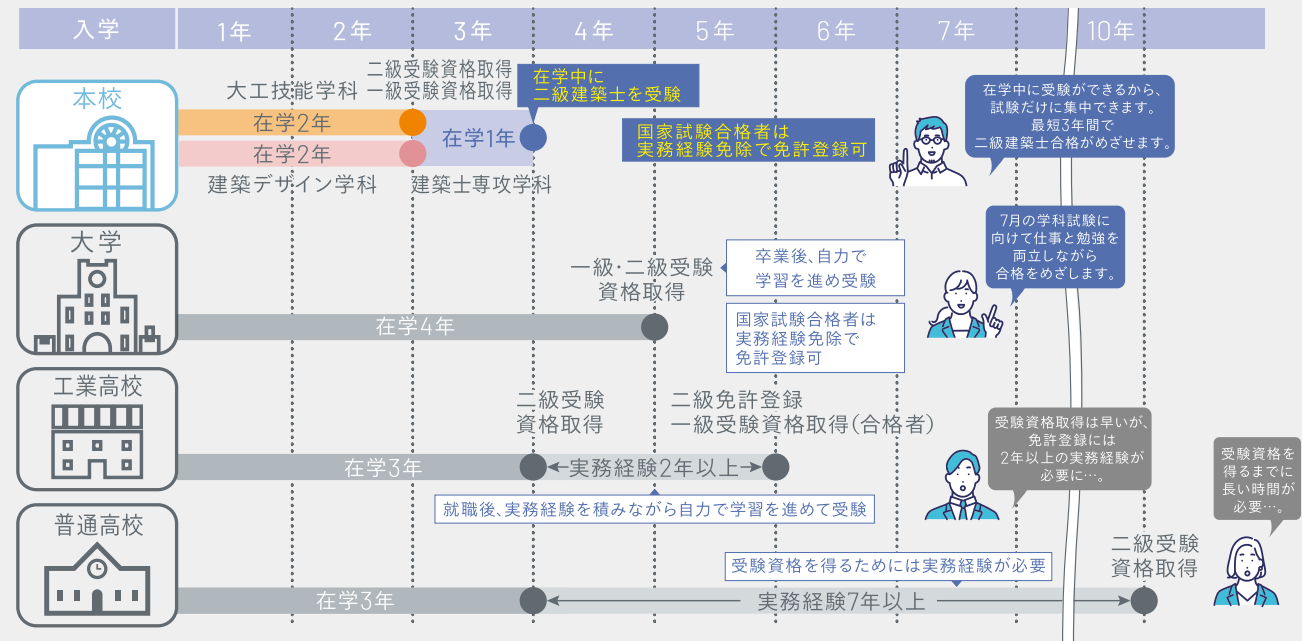 入学 1年 2年 3年 4年 5年 6年 7年 10年
本校
大工技能学科
二級受験資格取得
一級受験資格取得
在学2年
在学2年
建築デザイン学科
在学1年
建築士専攻学科
在学中に
二級建築士を受験
国家試験合格者は
実務経験免除で免許登録可
在学中に受験ができるから、
試験だけに集中できます。
最短3年間で
二級建築士合格がめざせます。
大学
在学4年
一級・二級受験
資格取得
卒業後、自力で
学習を進め受験
国家試験合格者は
実務経験免除で
免許登録可
7月の学科試験に
向けて仕事と勉強を
両立しながら
合格をめざします。
工業高校
在学3年
二級受験
資格取得
実務経験2年以上
二級免許登録
一級受験資格取得(合格者)
就職後、実務経験を積みながら自力で学習を進めて受験
受験資格取得は早いが、
免許登録には
2年以上の実務経験が
必要に…。
普通高校
在学3年
実務経験7年以上
受験資格を得るためには実務経験が必要
二級受験
資格取得
受験資格を
得るまでに
長い時間が
必要…。